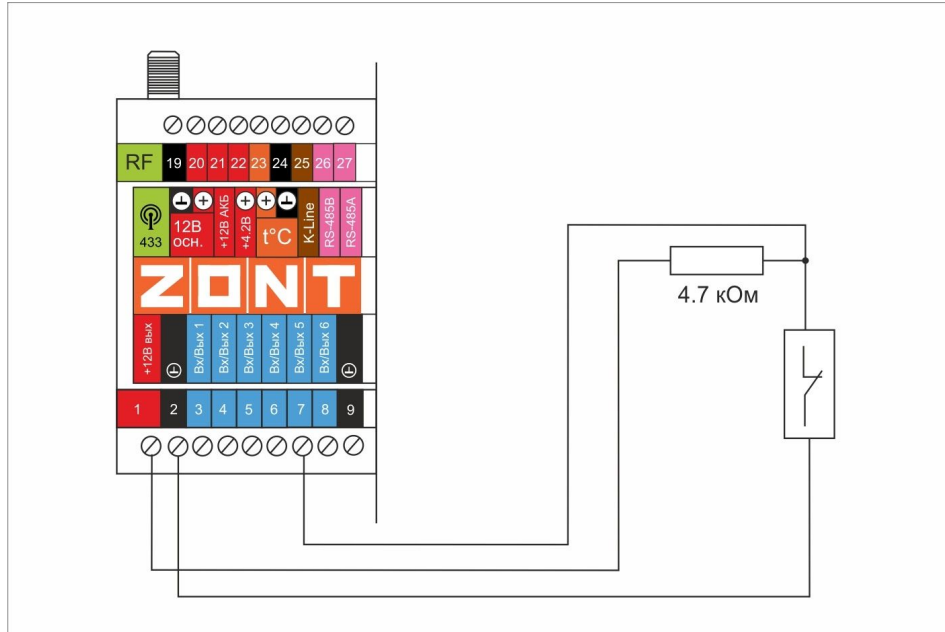 RF 19 20 21 22 23 24 25 26 27
433
12В
осн.
+12В АКБ
+4.2В
t°C
K-Line
RS-485B
RS-485A
ZONT
4.7 кОм
+12В вых
Вх/Вых 1
Вх/Вых 2
Вх/Вых 3
Вх/Вых 4
Вх/Вых 5
Вх/Вых 6
1 2 3 4 5 6 7 8 9